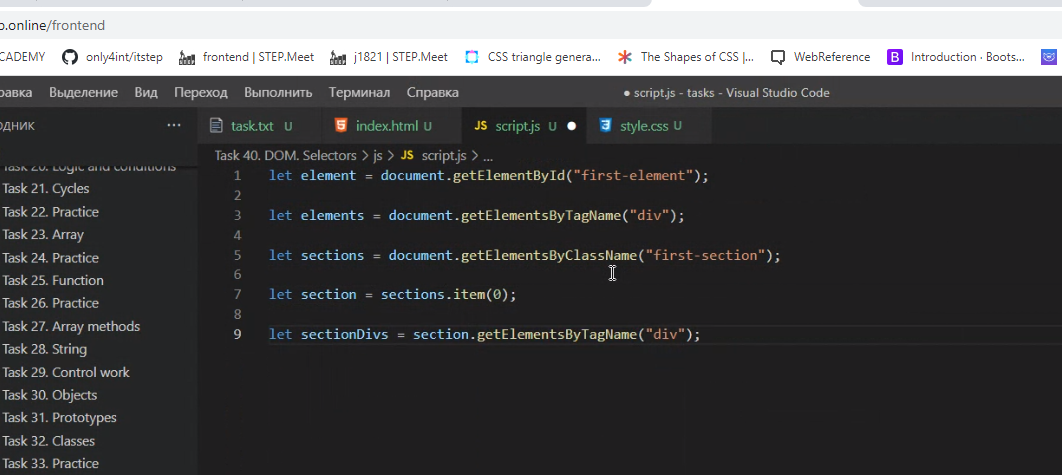 o.online/frontend
CADEMY only4int/itstep frontend | STEP.Meet j1821 | STEP.Meet CSS triangle genera... The Shapes of CSS |... WebReference B Introduction · Boots...
равка Выделение Вид Переход Выполнить Терминал Справка ● script.js - tasks - Visual Studio Code
ОДНИК ··· task.txt U index.html U JS script.js U ● style.css U
Task 40. DOM. Selectors > js > JS script.js > ...
Task 20. Logic and conditions
Task 21. Cycles
Task 22. Practice
Task 23. Array
Task 24. Practice
Task 25. Function
Task 26. Practice
Task 27. Array methods
Task 28. String
Task 29. Control work
Task 30. Objects
Task 31. Prototypes
Task 32. Classes
Task 33. Practice
1 let element = document.getElementById("first-element");
2
3 let elements = document.getElementsByTagName("div");
4
5 let sections = document.getElementsByClassName("first-section");
6
7 let section = sections.item(0);
8
9 let sectionDivs = section.getElementsByTagName("div");